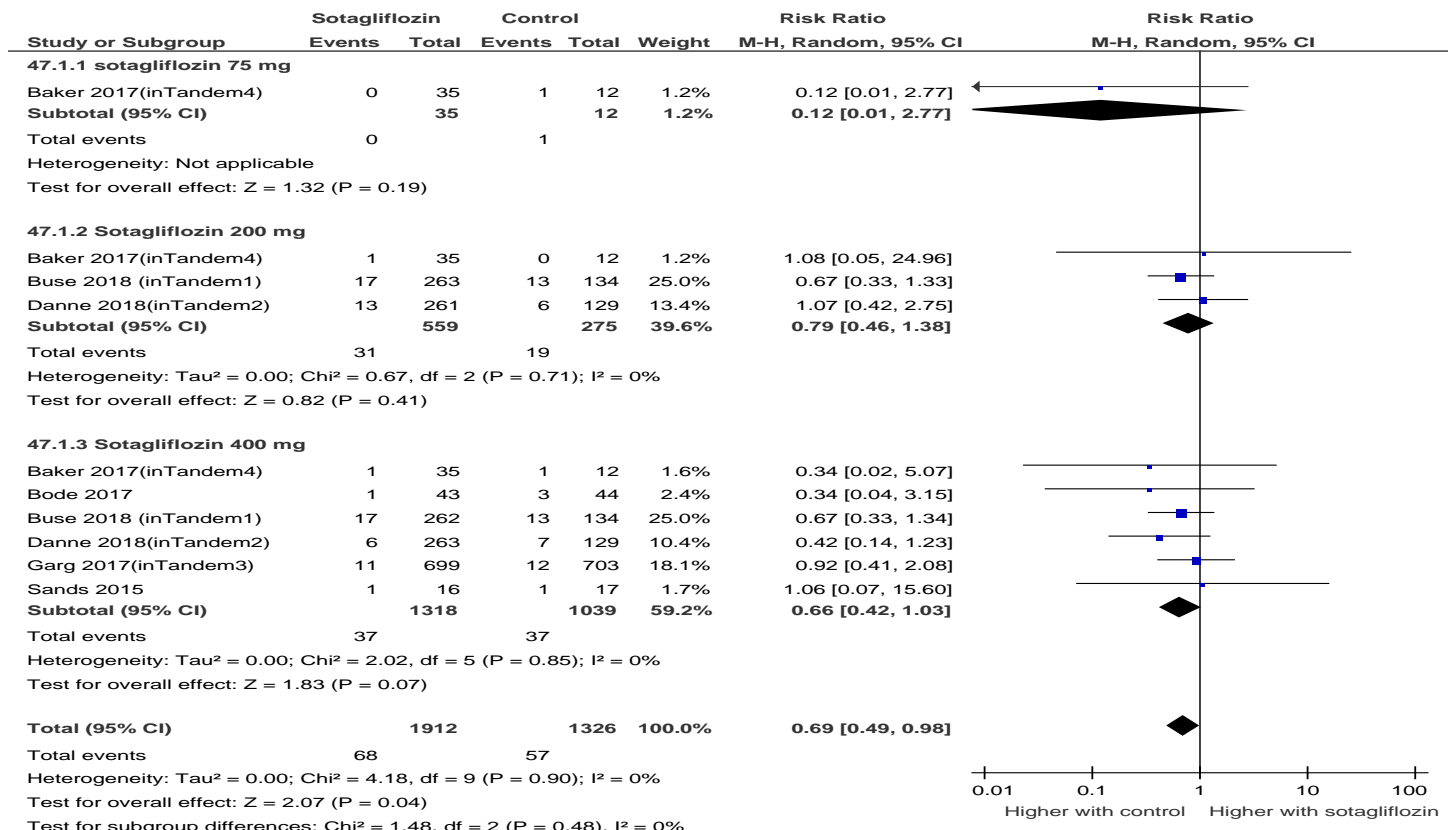 Sotagliflozin Control Risk Ratio Risk Ratio
Study or Subgroup Events Total Events Total Weight M-H, Random, 95% CI M-H, Random, 95% CI
47.1.1 sotagliflozin 75 mg
Baker 2017(inTandem4) 0 35 1 12 1.2% 0.12 [0.01, 2.77]
Subtotal (95% CI) 35 12 1.2% 0.12 [0.01, 2.77]
Total events 0 1
Heterogeneity: Not applicable
Test for overall effect: Z = 1.32 (P = 0.19)
47.1.2 Sotagliflozin 200 mg
Baker 2017(inTandem4) 1 35 0 12 1.2% 1.08 [0.05, 24.96]
Buse 2018 (inTandem1) 17 263 13 134 25.0% 0.67 [0.33, 1.33]
Danne 2018(inTandem2) 13 261 6 129 13.4% 1.07 [0.42, 2.75]
Subtotal (95% CI) 559 275 39.6% 0.79 [0.46, 1.38]
Total events 31 19
Heterogeneity: Tau² = 0.00; Chi² = 0.67, df = 2 (P = 0.71); I² = 0%
Test for overall effect: Z = 0.82 (P = 0.41)
47.1.3 Sotagliflozin 400 mg
Baker 2017(inTandem4) 1 35 1 12 1.6% 0.34 [0.02, 5.07]
Bode 2017 1 43 3 44 2.4% 0.34 [0.04, 3.15]
Buse 2018 (inTandem1) 17 262 13 134 25.0% 0.67 [0.33, 1.34]
Danne 2018(inTandem2) 6 263 7 129 10.4% 0.42 [0.14, 1.23]
Garg 2017(inTandem3) 11 699 12 703 18.1% 0.92 [0.41, 2.08]
Sands 2015 1 16 1 17 1.7% 1.06 [0.07, 15.60]
Subtotal (95% CI) 1318 1039 59.2% 0.66 [0.42, 1.03]
Total events 37 37
Heterogeneity: Tau² = 0.00; Chi² = 2.02, df = 5 (P = 0.85); I² = 0%
Test for overall effect: Z = 1.83 (P = 0.07)
Total (95% CI) 1912 1326 100.0% 0.69 [0.49, 0.98]
Total events 68 57
Heterogeneity: Tau² = 0.00; Chi² = 4.18, df = 9 (P = 0.90); I² = 0%
Test for overall effect: Z = 2.07 (P = 0.04)
Test for subgroup differences: Chi² = 1.48, df = 2 (P = 0.48), I² = 0%
0.01 0.1 1 10 100
Higher with control Higher with sotagliflozin